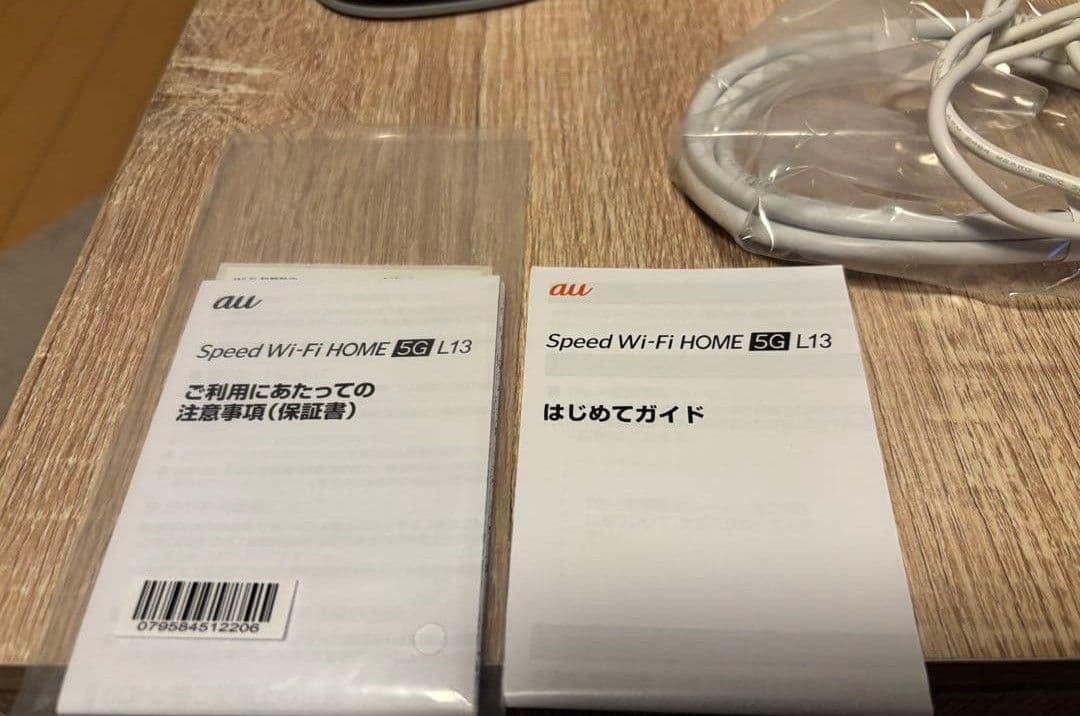 au
Speed Wi-Fi HOME 5G L13
ご利用にあたっての
注意事項(保証書)
079584512206
au
Speed Wi-Fi HOME 5G L13
はじめてガイド